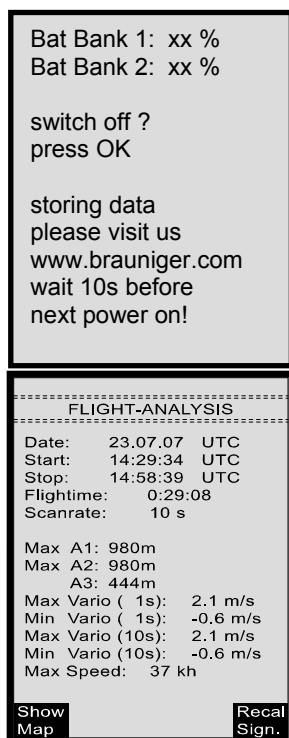 Bat Bank 1: xx %
Bat Bank 2: xx %
switch off ?
press OK
storing data
please visit us
www.brauniger.com
wait 10s before
next power on!
FLIGHT-ANALYSIS
Date: 23.07.07 UTC
Start: 14:29:34 UTC
Stop: 14:58:39 UTC
Flightime: 0:29:08
Scanrate: 10 s
Max A1: 980m
Max A2: 980m
A3: 444m
Max Vario ( 1s): 2.1 m/s
Min Vario ( 1s): -0.6 m/s
Max Vario (10s): 2.1 m/s
Min Vario (10s): -0.6 m/s
Max Speed: 37 kh
Show Recal
Map Sign.